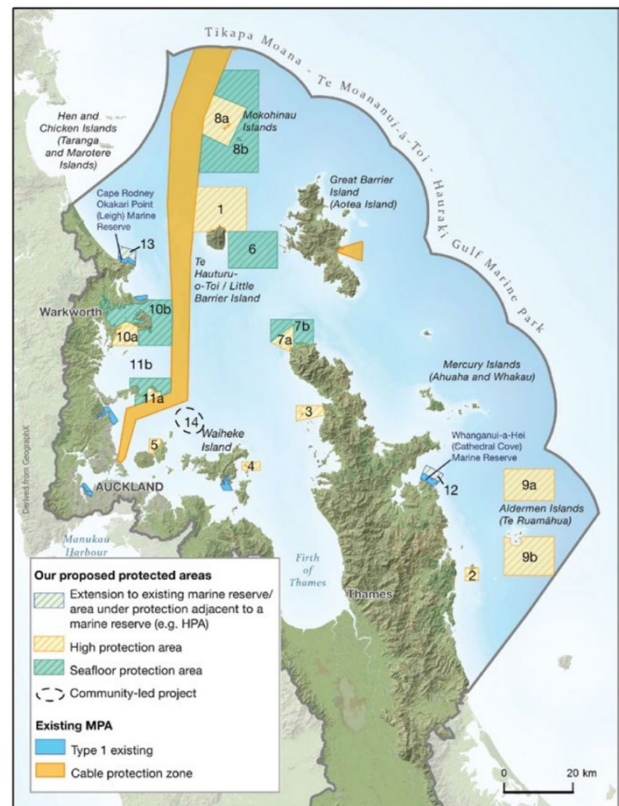 Tikapa Moana - Te Moananui-ā-Toi - Hauraki Gulf Marine Park
Hen and
Chicken Islands
(Taranga
and Marotere
Islands)
8a
Mokohinau
Islands
8b
Cape Rodney
Okakari Point
(Leigh) Marine
Reserve
13
Great Barrier
Island
(Aotea Island)
1
6
Te
Hauturu-
o-Toi / Little
Barrier Island
Warkworth
10b
10a
7b
7a
11b
Mercury Islands
(Ahuaha and Whakau)
11a
3
14
Waiheke
Island
5
4
Whanganui-a-Hei
(Cathedral Cove)
Marine Reserve
12
9a
Aldermen Islands
(Te Ruamāhua)
9b
2
Derived from GeographX
AUCKLAND
Manukau
Harbour
Firth
of
Thames
Thames
Our proposed protected areas
Extension to existing marine reserve/
area under protection adjacent to a
marine reserve (e.g. HPA)
High protection area
Seafloor protection area
Community-led project
Existing MPA
Type 1 existing
Cable protection zone
0 20 km